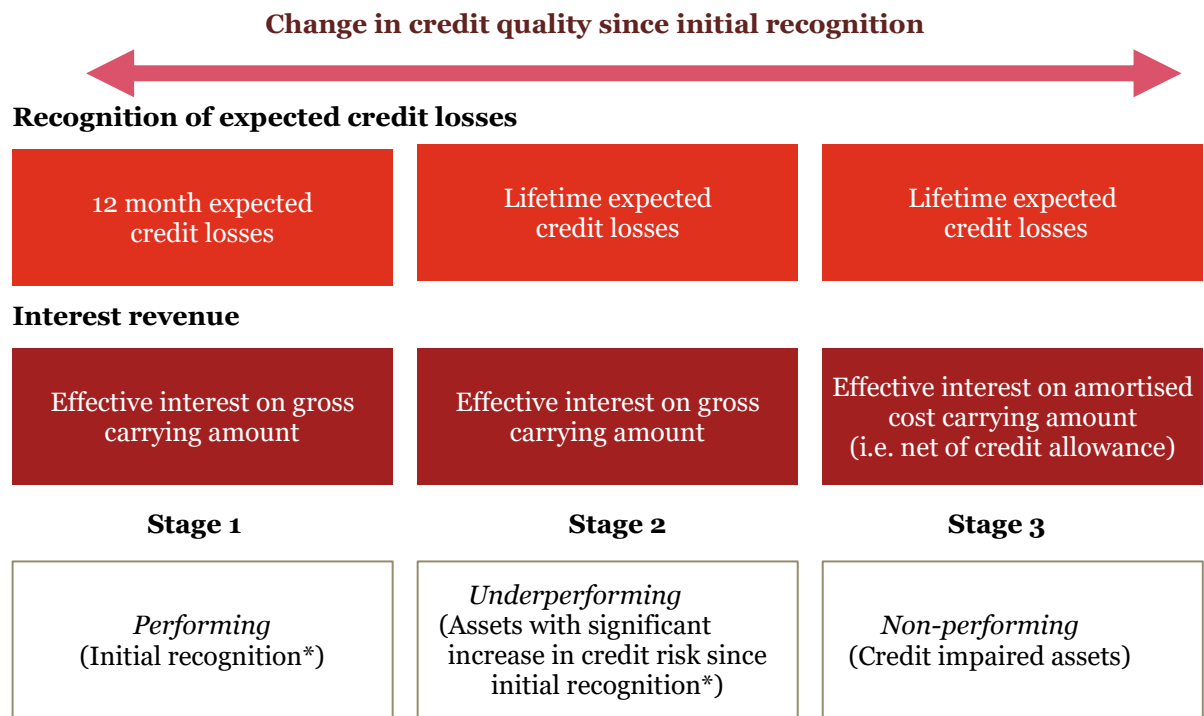 Change in credit quality since initial recognition
Recognition of expected credit losses
12 month expected
credit losses
Lifetime expected
credit losses
Lifetime expected
credit losses
Interest revenue
Effective interest on gross
carrying amount
Effective interest on gross
carrying amount
Effective interest on amortised
cost carrying amount
(i.e. net of credit allowance)
Stage 1
Stage 2
Stage 3
Performing
(Initial recognition*)
Underperforming
(Assets with significant
increase in credit risk since
initial recognition*)
Non-performing
(Credit impaired assets)